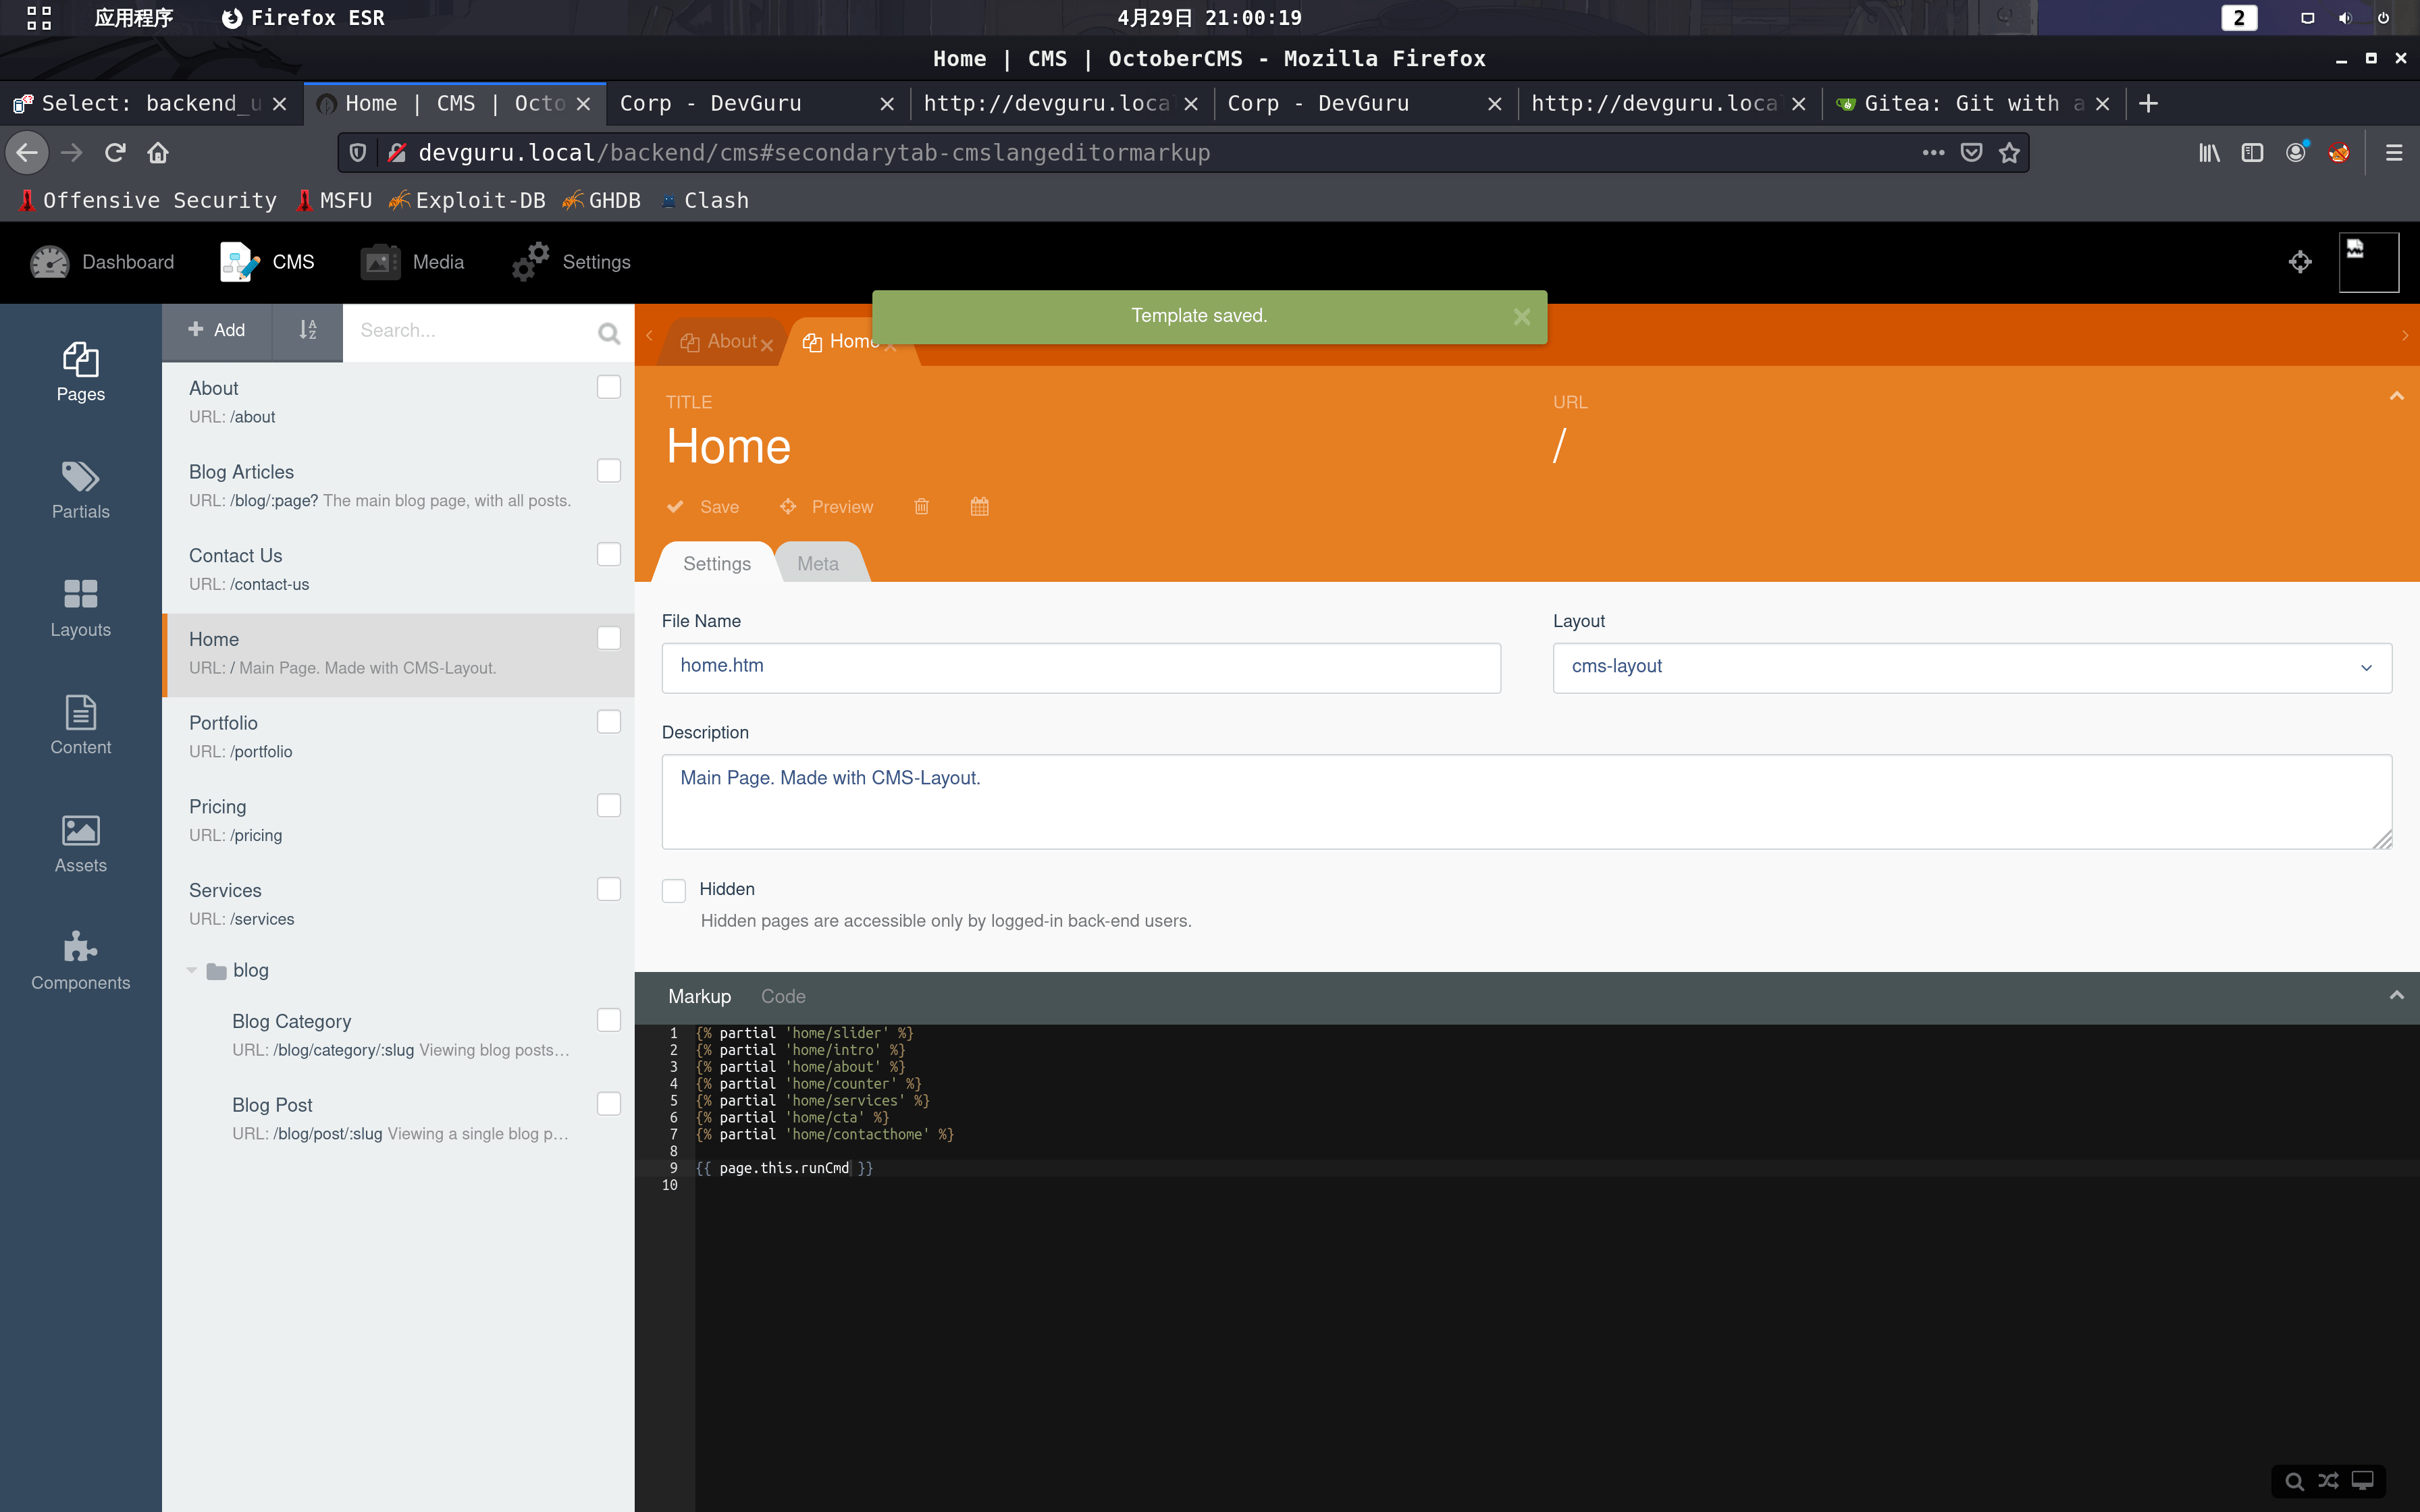 应用程序 Firefox ESR 4月29日 21:00:19 2
Home | CMS | OctoberCMS - Mozilla Firefox
Select: backend_u Home | CMS | Octo Corp - DevGuru http://devguru.loca Corp - DevGuru http://devguru.loca Gitea: Git with a
devguru.local/backend/cms#secondarytab-cmslangeditormarkup
Offensive Security MSFU Exploit-DB GHDB Clash
Dashboard CMS Media Settings
Template saved.
Pages
Partials
Layouts
Content
Assets
Components
Add Search...
About
URL: /about
Blog Articles
URL: /blog/:page? The main blog page, with all posts.
Contact Us
URL: /contact-us
Home
URL: / Main Page. Made with CMS-Layout.
Portfolio
URL: /portfolio
Pricing
URL: /pricing
Services
URL: /services
blog
Blog Category
URL: /blog/category/:slug Viewing blog posts…
Blog Post
URL: /blog/post/:slug Viewing a single blog p…
About Home
TITLE URL
Home /
Save Preview
Settings Meta
File Name Layout
home.htm cms-layout
Description
Main Page. Made with CMS-Layout.
Hidden
Hidden pages are accessible only by logged-in back-end users.
Markup Code
1 {% partial 'home/slider' %}
2 {% partial 'home/intro' %}
3 {% partial 'home/about' %}
4 {% partial 'home/counter' %}
5 {% partial 'home/services' %}
6 {% partial 'home/cta' %}
7 {% partial 'home/contacthome' %}
8
9 {{ page.this.runCmd }}
10